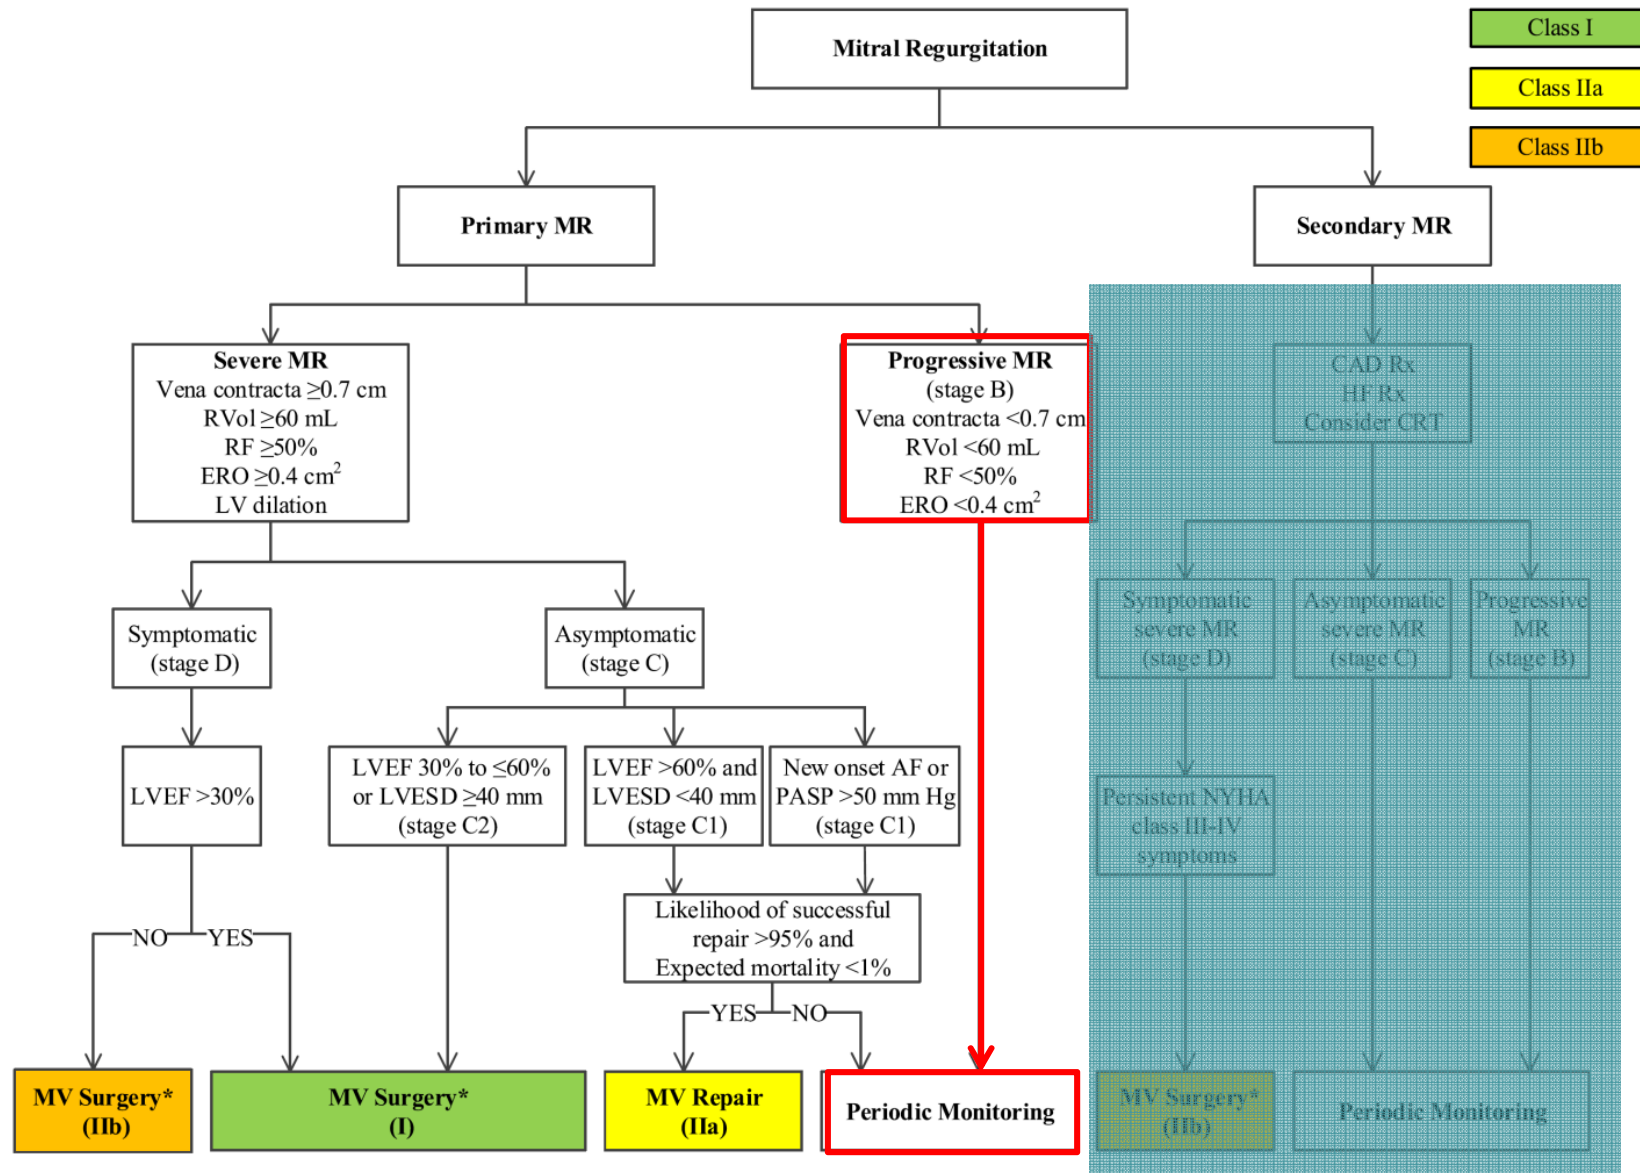 Mitral Regurgitation
Class I
Class IIa
Class IIb
Primary MR
Secondary MR
Severe MR
Vena contracta ≥0.7 cm
RVol ≥60 mL
RF ≥50%
ERO ≥0.4 cm²
LV dilation
Progressive MR
(stage B)
Vena contracta <0.7 cm
RVol <60 mL
RF <50%
ERO <0.4 cm²
CAD Rx
HF Rx
Consider CRT
Symptomatic
(stage D)
Asymptomatic
(stage C)
Symptomatic
severe MR
(stage D)
Asymptomatic
severe MR
(stage C)
Progressive
MR
(stage B)
LVEF >30%
LVEF 30% to ≤60%
or LVESD ≥40 mm
(stage C2)
LVEF >60% and
LVESD <40 mm
(stage C1)
New onset AF or
PASP >50 mm Hg
(stage C1)
Persistent NYHA
class III-IV
symptoms
Likelihood of successful
repair >95% and
Expected mortality <1%
NO
YES
YES
NO
MV Surgery*
(IIb)
MV Surgery*
(I)
MV Repair
(IIa)
Periodic Monitoring
MV Surgery*
(IIb)
Periodic Monitoring